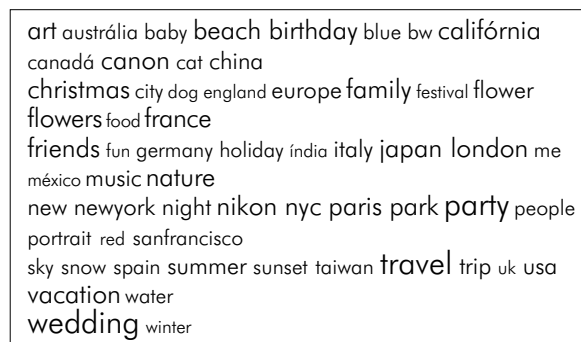 art austrália baby beach birthday blue bw califórnia
canadá canon cat china
christmas city dog england europe family festival flower
flowers food france
friends fun germany holiday índia italy japan london me
méxico music nature
new newyork night nikon nyc paris park party people
portrait red sanfrancisco
sky snow spain summer sunset taiwan travel trip uk usa
vacation water
wedding winter